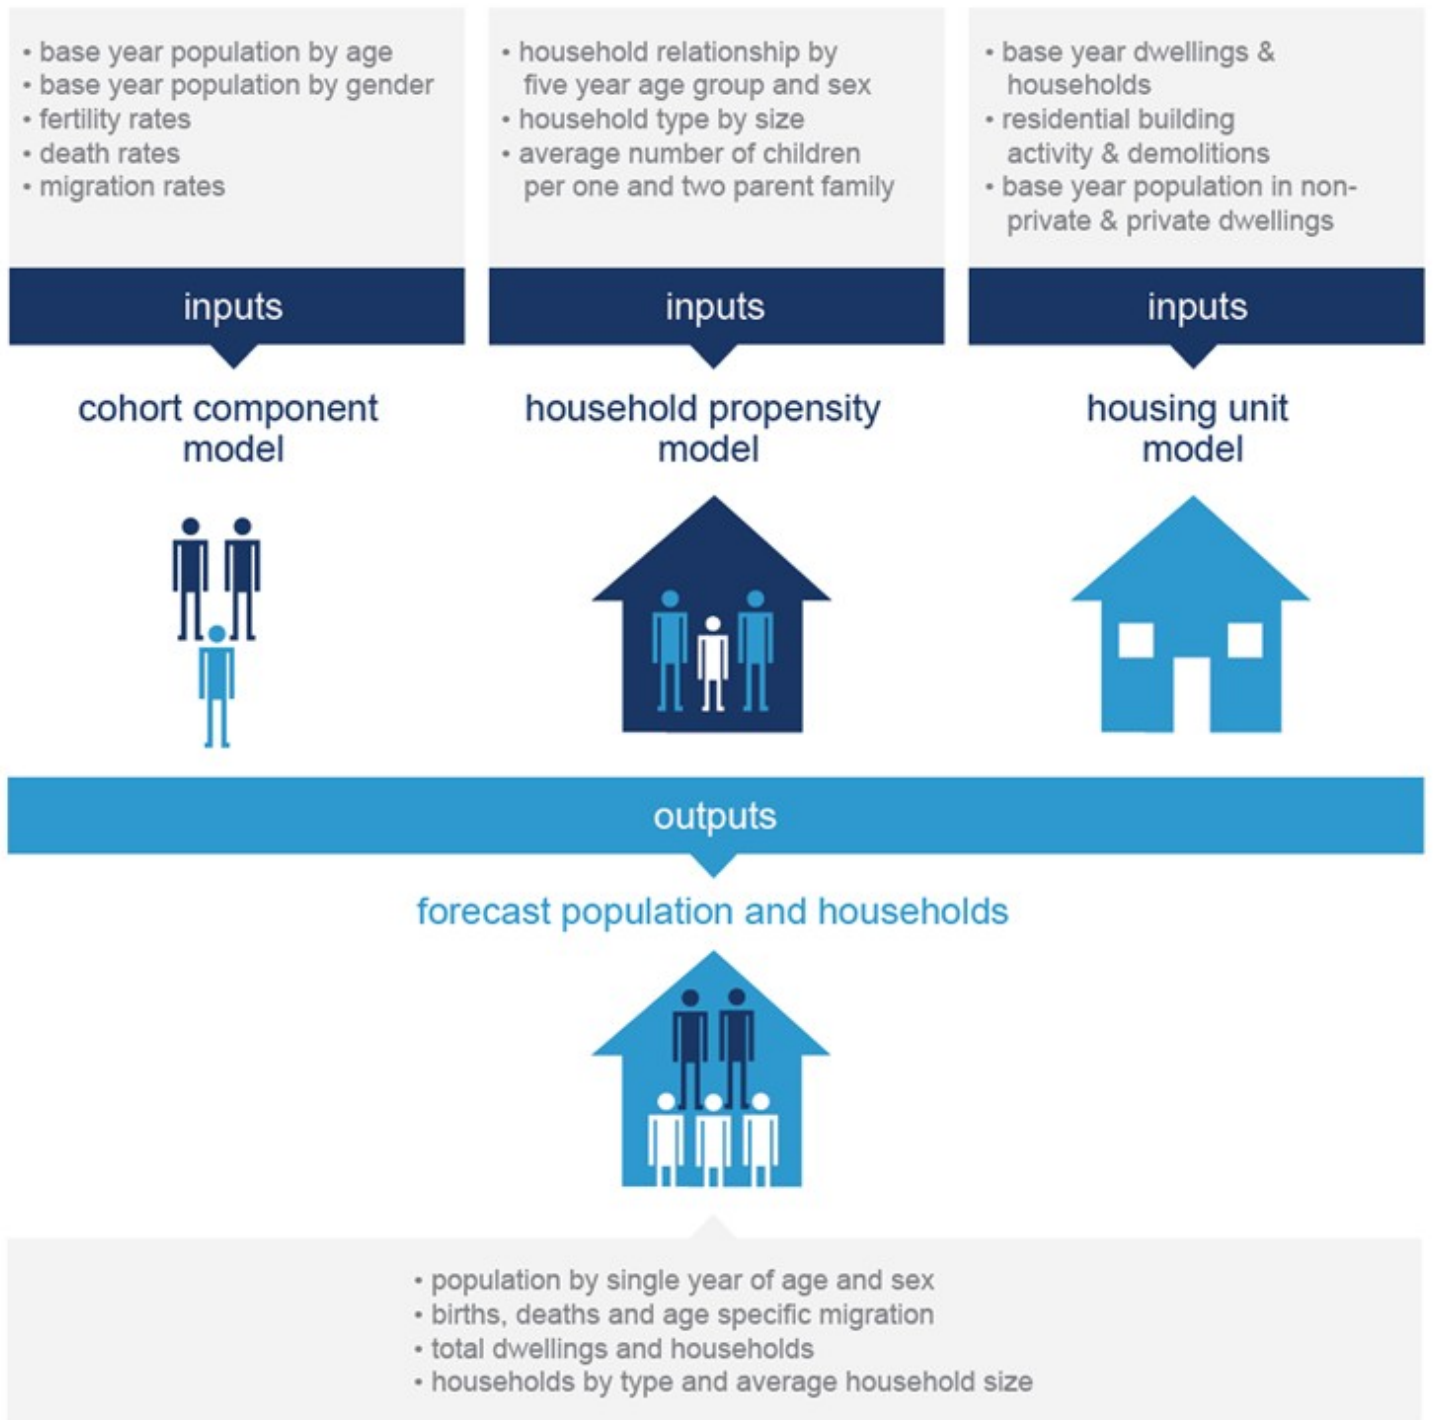 • base year population by age
• base year population by gender
• fertility rates
• death rates
• migration rates
inputs
cohort component
model
• household relationship by
five year age group and sex
• household type by size
• average number of children
per one and two parent family
inputs
household propensity
model
• base year dwellings &
households
• residential building
activity & demolitions
• base year population in non-
private & private dwellings
inputs
housing unit
model
outputs
forecast population and households
• population by single year of age and sex
• births, deaths and age specific migration
• total dwellings and households
• households by type and average household size